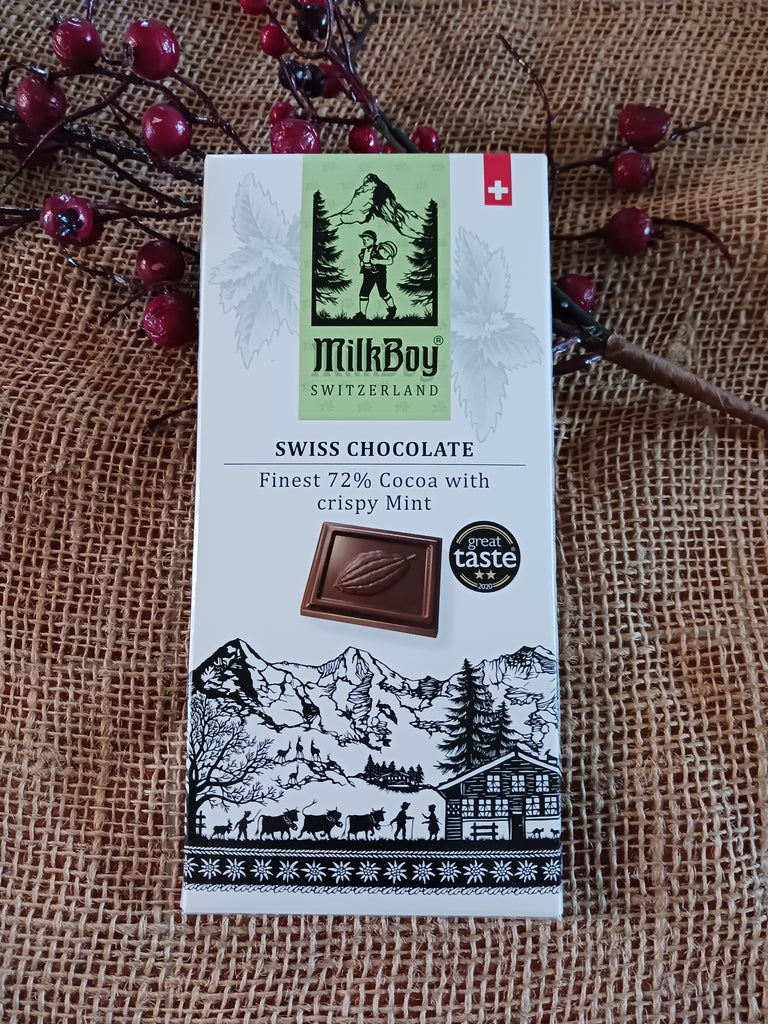 MilkBoy®
SWITZERLAND
SWISS CHOCOLATE
Finest 72% Cocoa with
crispy Mint
great
taste®
2020